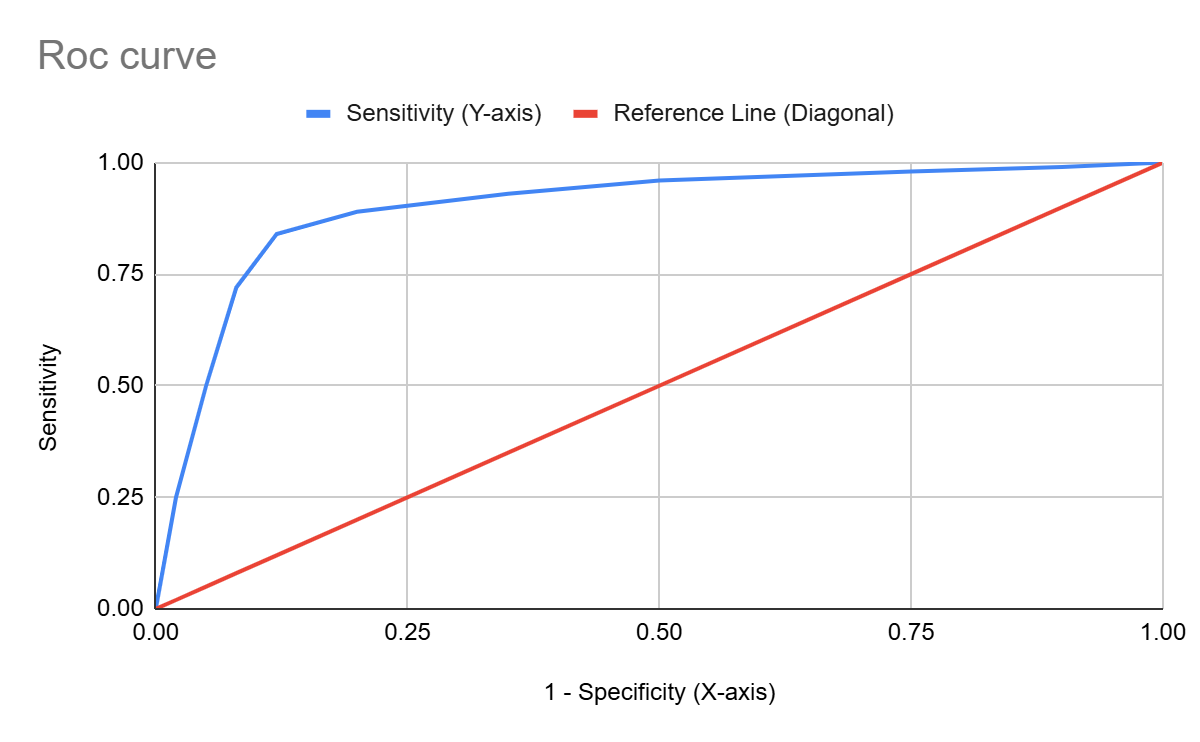 Roc curve
Sensitivity (Y-axis) Reference Line (Diagonal)
1.00
0.75
0.50
0.25
0.00
Sensitivity
0.00 0.25 0.50 0.75 1.00
1 - Specificity (X-axis)